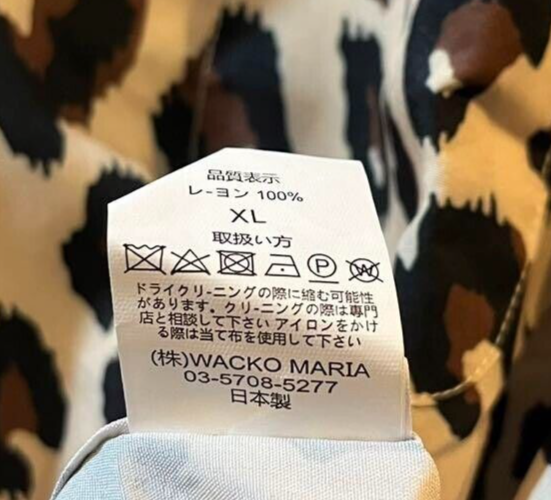 品質表示
レーヨン 100%
XL
取扱い方
P W
ドライクリーニングの際に縮む可能性
があります。クリーニングの際は専門
店と相談して下さい アイロンをかけ
る際は当て布を使用して下さい
(株)WACKO MARIA
03-5708-5277
日本製